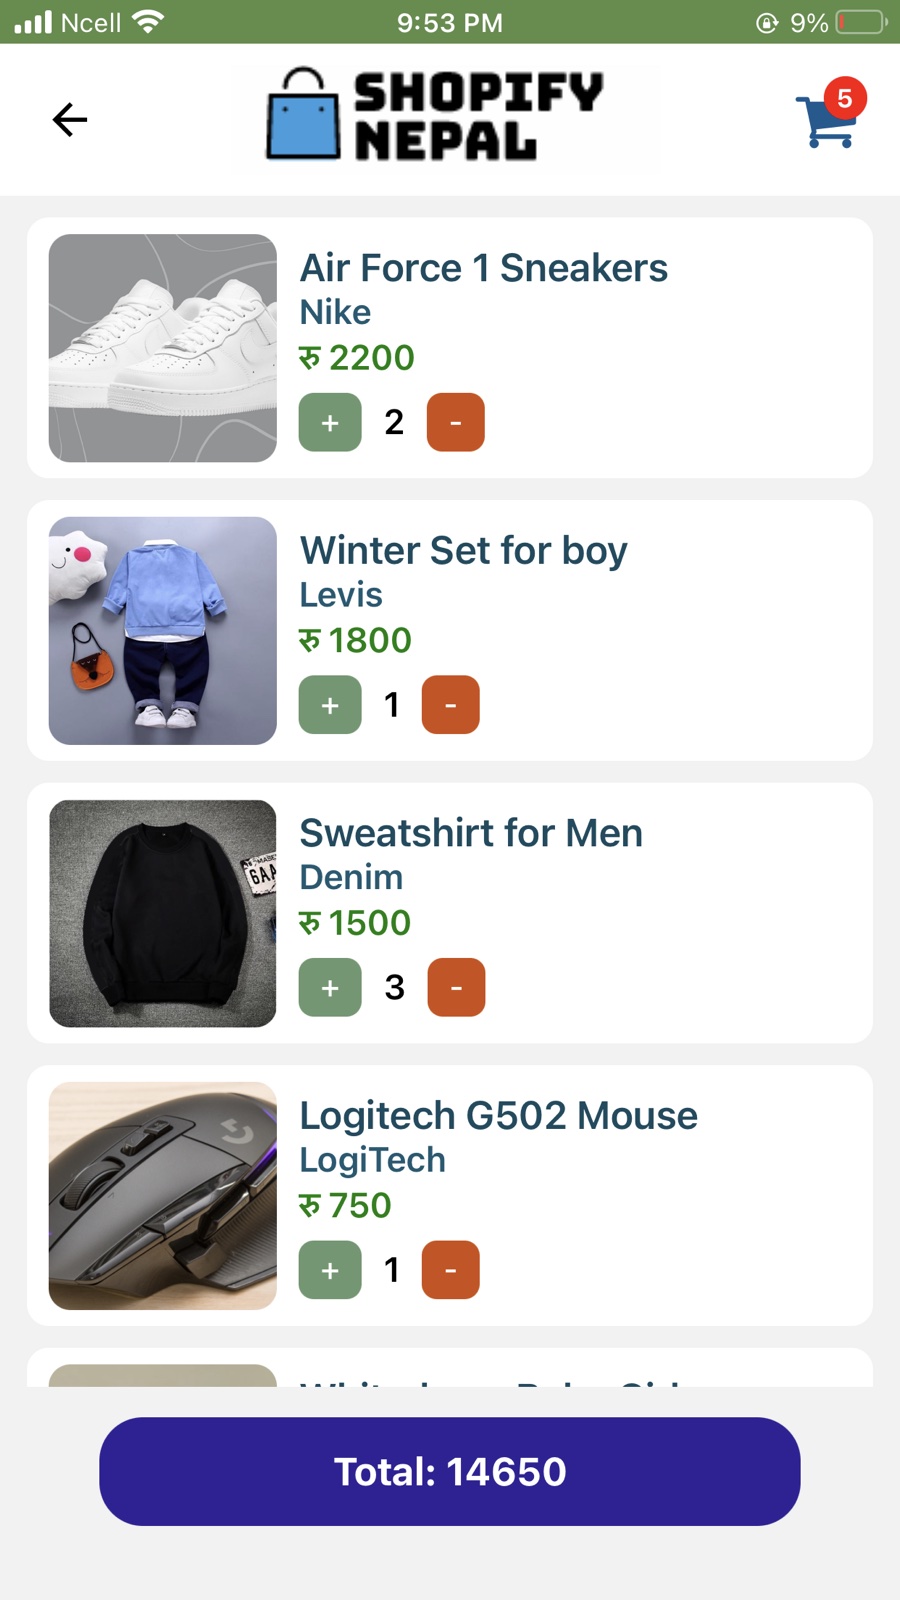 Ncell 9:53 PM 9%
SHOPIFY
NEPAL
5
Air Force 1 Sneakers
Nike
रु 2200
+ 2 -
Winter Set for boy
Levis
रु 1800
+ 1 -
6AA
Sweatshirt for Men
Denim
रु 1500
+ 3 -
Logitech G502 Mouse
LogiTech
रु 750
+ 1 -
Total: 14650